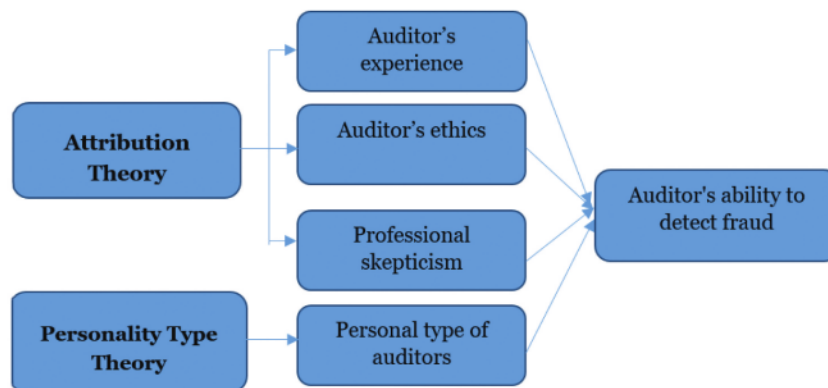 Auditor’s
experience
Attribution
Theory
Auditor’s ethics
Professional
skepticism
Auditor's ability to
detect fraud
Personality Type
Theory
Personal type of
auditors